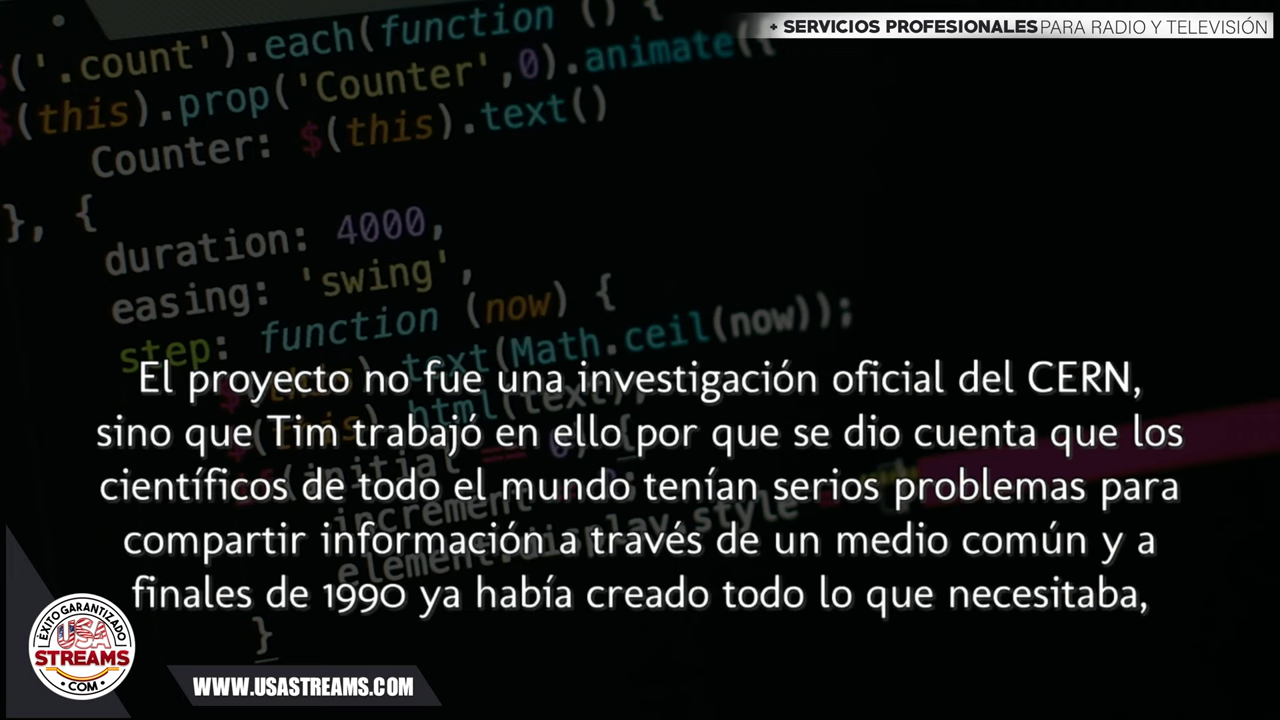 + SERVICIOS PROFESIONALES PARA RADIO Y TELEVISIÓN
('.count').each(function () {
$(this).prop('Counter',0).animate({
Counter: $(this).text()
}, {
duration: 4000,
easing: 'swing',
step: function (now) {
text(Math.ceil(now));
El proyecto no fue una investigación oficial del CERN,
sino que Tim trabajó en ello por que se dio cuenta que los
científicos de todo el mundo tenían serios problemas para
compartir información a través de un medio común y a
finales de 1990 ya había creado todo lo que necesitaba,
}
ÉXITO GARANTIZADO
USA
STREAMS
• COM •
WWW.USASTREAMS.COM